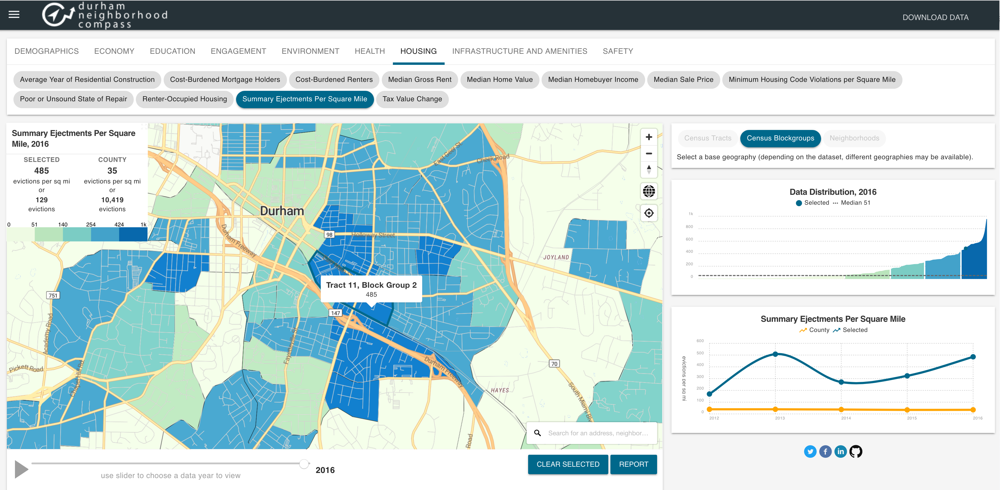 durham
neighborhood
compass
DOWNLOAD DATA
DEMOGRAPHICS ECONOMY EDUCATION ENGAGEMENT ENVIRONMENT HEALTH HOUSING INFRASTRUCTURE AND AMENITIES SAFETY
Average Year of Residential Construction Cost-Burdened Mortgage Holders Cost-Burdened Renters Median Gross Rent Median Home Value Median Homebuyer Income Median Sale Price Minimum Housing Code Violations per Square Mile
Poor or Unsound State of Repair Renter-Occupied Housing Summary Ejectments Per Square Mile Tax Value Change
Summary Ejectments Per Square
Mile, 2016
SELECTED COUNTY
485 35
evictions per sq mi evictions per sq mi
or or
129 10,419
evictions evictions
0 51 140 254 424 1k
East Geer St
Cheek Road
Durham
98
Holloway Street
Durham Freeway
JOYLAND
Tract 11, Block Group 2
485
751
147
Academy Road
Fayetteville St.
Pickett Road
Chapel Hill Rd
Durham Freeway
70
HAYES
South Miami Blv
Road
Search for an address, neighbor...
2016
use slider to choose a data year to view
CLEAR SELECTED REPORT
Census Tracts Census Blockgroups Neighborhoods
Select a base geography (depending on the dataset, different geographies may be available).
Data Distribution, 2016
Selected Median 51
1k
800
600
400
200
0
Summary Ejectments Per Square Mile
County Selected
evictions per sq mi
600
500
400
300
200
100
0
2012 2013 2014 2015 2016